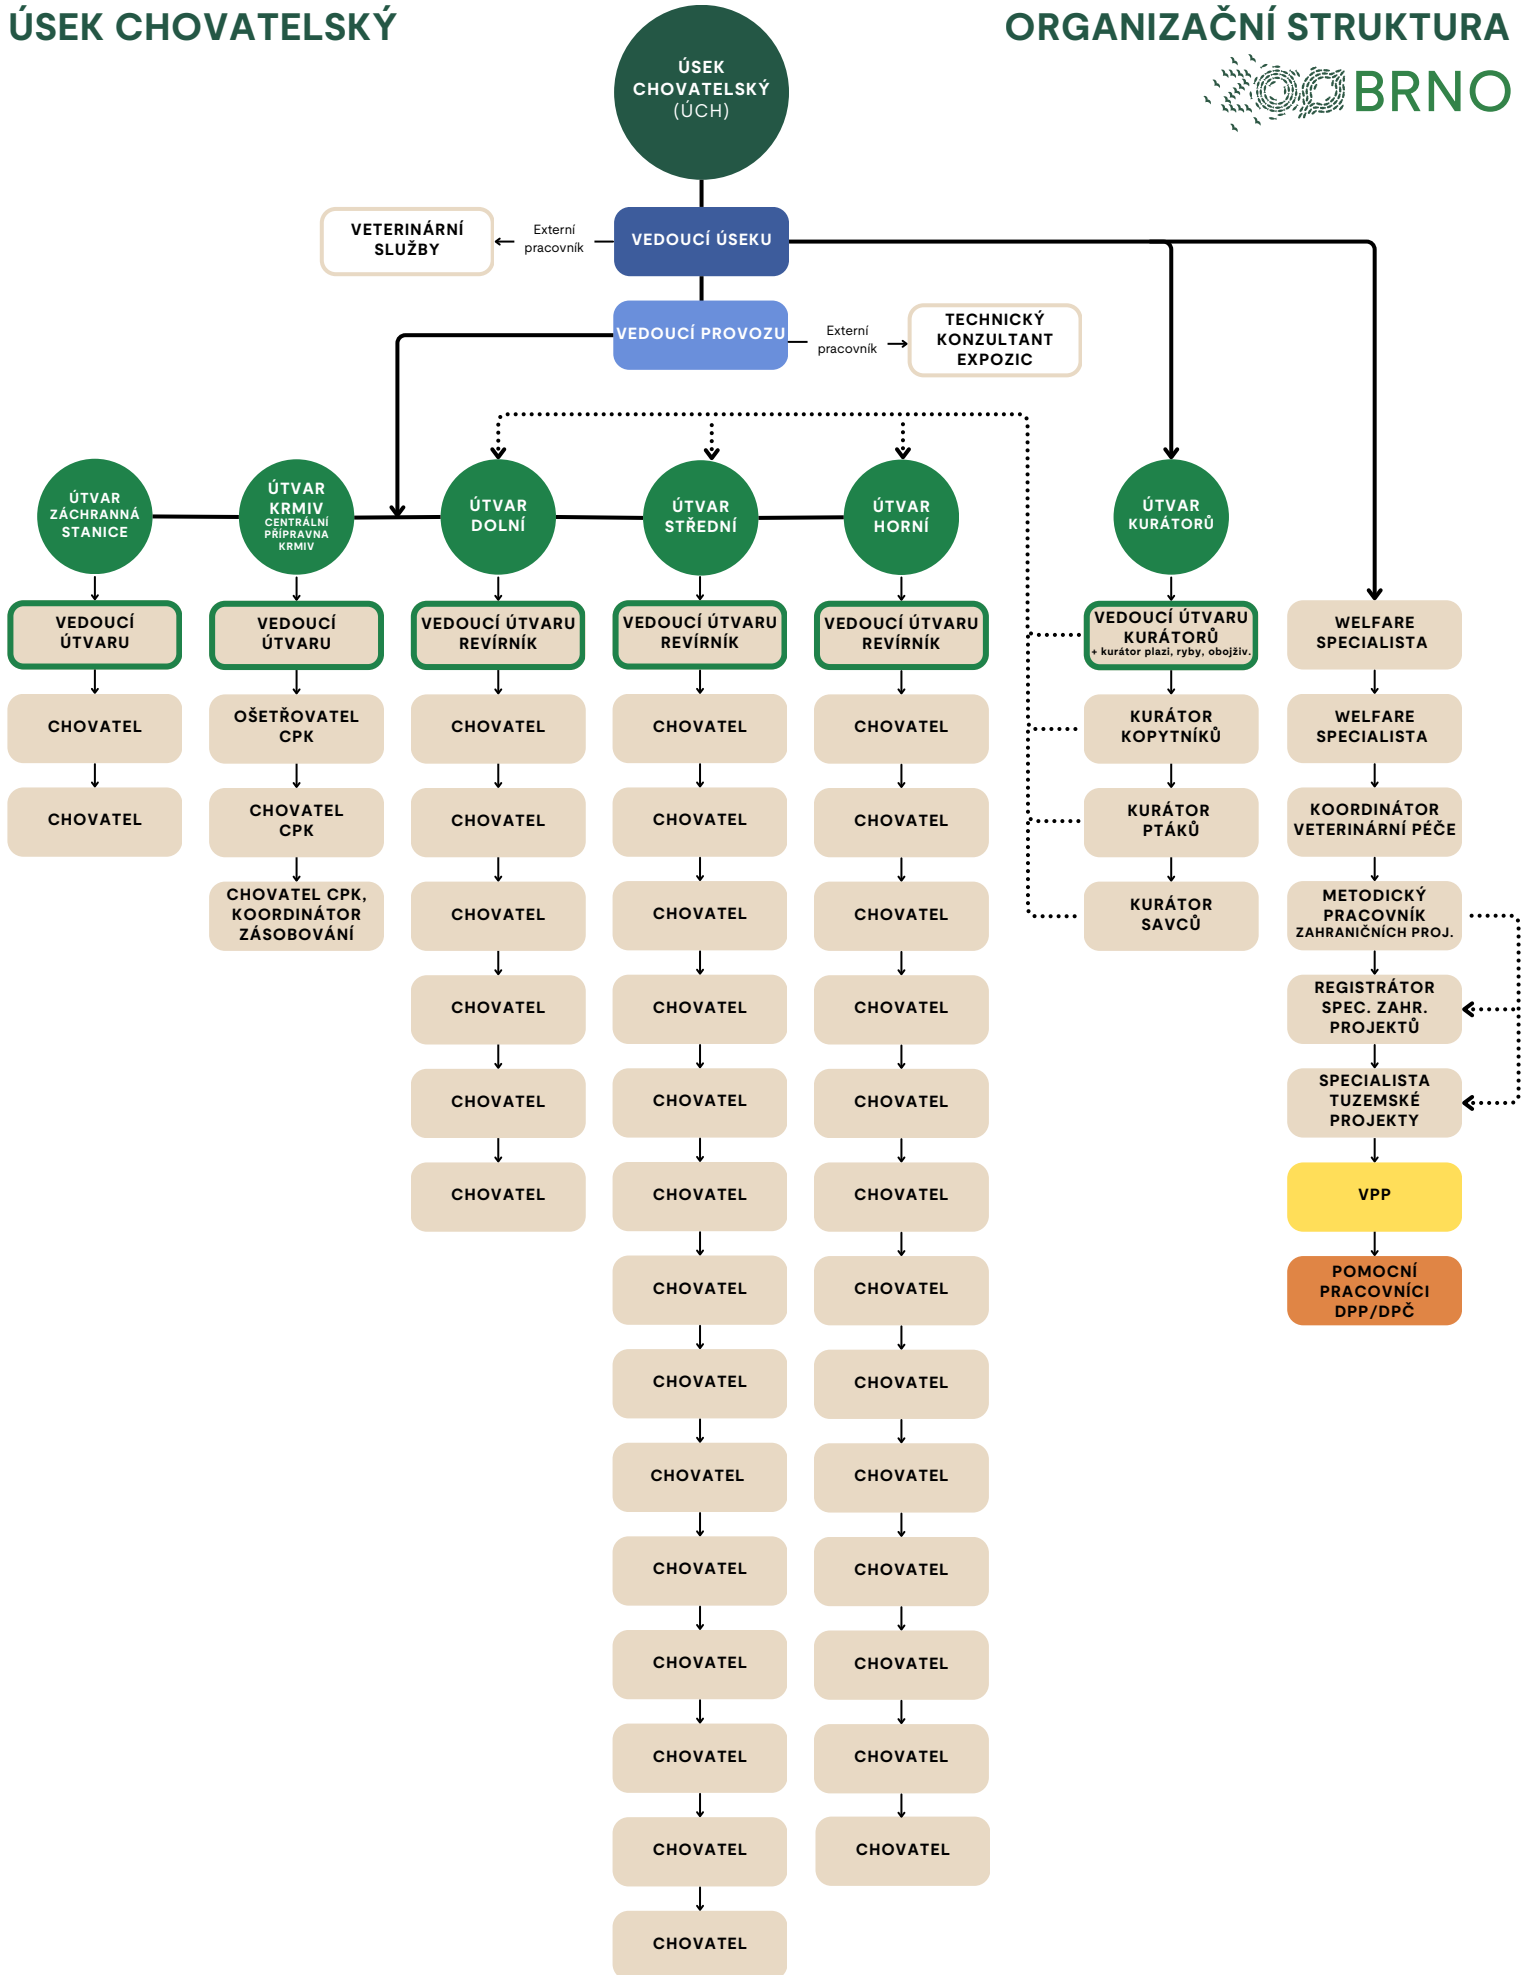 ÚSEK CHOVATELSKÝ
ORGANIZAČNÍ STRUKTURA
ZOO BRNO
ÚSEK
CHOVATELSKÝ
(ÚCH)
VETERINÁRNÍ
SLUŽBY
Externí
pracovník
VEDOUCÍ ÚSEKU
VEDOUCÍ PROVOZU
Externí
pracovník
TECHNICKÝ
KONZULTANT
EXPOZIC
ÚTVAR
ZÁCHRANNÁ
STANICE
VEDOUCÍ
ÚTVARU
CHOVATEL
CHOVATEL
ÚTVAR
KRMIV
CENTRÁLNÍ
PŘÍPRAVNA
KRMIV
VEDOUCÍ
ÚTVARU
OŠETŘOVATEL
CPK
CHOVATEL
CPK
CHOVATEL CPK,
KOORDINÁTOR
ZÁSOBOVÁNÍ
ÚTVAR
DOLNÍ
VEDOUCÍ ÚTVARU
REVÍRNÍK
CHOVATEL
CHOVATEL
CHOVATEL
CHOVATEL
CHOVATEL
CHOVATEL
ÚTVAR
STŘEDNÍ
VEDOUCÍ ÚTVARU
REVÍRNÍK
CHOVATEL
CHOVATEL
CHOVATEL
CHOVATEL
CHOVATEL
CHOVATEL
CHOVATEL
CHOVATEL
CHOVATEL
CHOVATEL
CHOVATEL
CHOVATEL
CHOVATEL
CHOVATEL
ÚTVAR
HORNÍ
VEDOUCÍ ÚTVARU
REVÍRNÍK
CHOVATEL
CHOVATEL
CHOVATEL
CHOVATEL
CHOVATEL
CHOVATEL
CHOVATEL
CHOVATEL
CHOVATEL
CHOVATEL
CHOVATEL
CHOVATEL
CHOVATEL
ÚTVAR
KURÁTORŮ
VEDOUCÍ ÚTVARU
KURÁTORŮ
+ kurátor plazi, ryby, obojživ.
KURÁTOR
KOPYTNÍKŮ
KURÁTOR
PTÁKŮ
KURÁTOR
SAVCŮ
WELFARE
SPECIALISTA
WELFARE
SPECIALISTA
KOORDINÁTOR
VETERINÁRNÍ PÉČE
METODICKÝ
PRACOVNÍK
ZAHRANIČNÍCH PROJ.
REGISTRÁTOR
SPEC. ZAHR.
PROJEKTŮ
SPECIALISTA
TUZEMSKÉ
PROJEKTY
VPP
POMOCNÍ
PRACOVNÍCI
DPP/DPČ